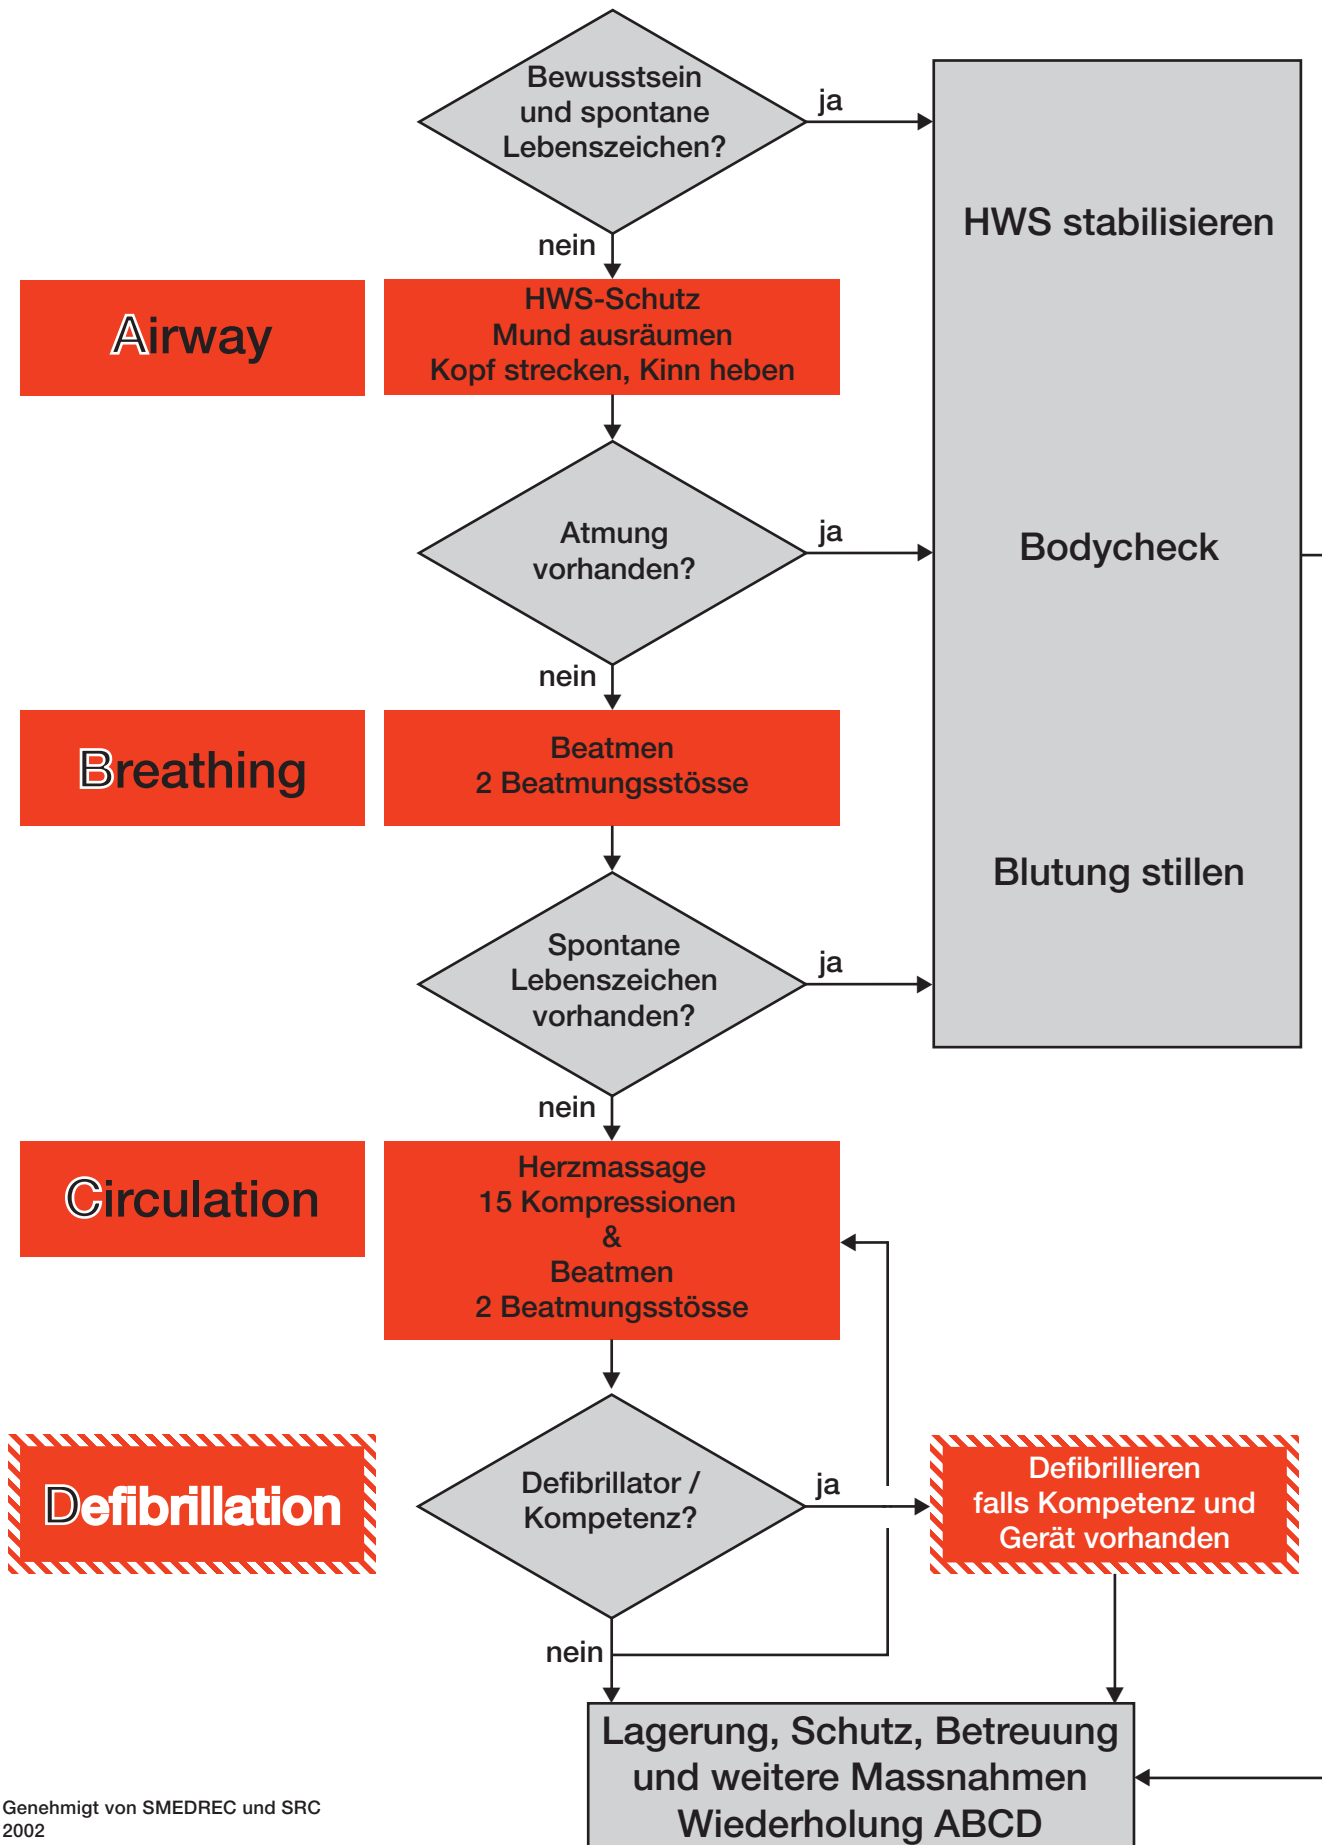 Bewusstsein
und spontane
Lebenszeichen?
ja
nein
HWS stabilisieren
Airway
HWS-Schutz
Mund ausräumen
Kopf strecken, Kinn heben
Atmung
vorhanden?
ja
nein
Bodycheck
Breathing
Beatmen
2 Beatmungsstösse
Blutung stillen
Spontane
Lebenszeichen
vorhanden?
ja
nein
Circulation
Herzmassage
15 Kompressionen
&
Beatmen
2 Beatmungsstösse
Defibrillation
Defibrillator /
Kompetenz?
ja
nein
Defibrillieren
falls Kompetenz und
Gerät vorhanden
Lagerung, Schutz, Betreuung
und weitere Massnahmen
Wiederholung ABCD
Genehmigt von SMEDREC und SRC
2002